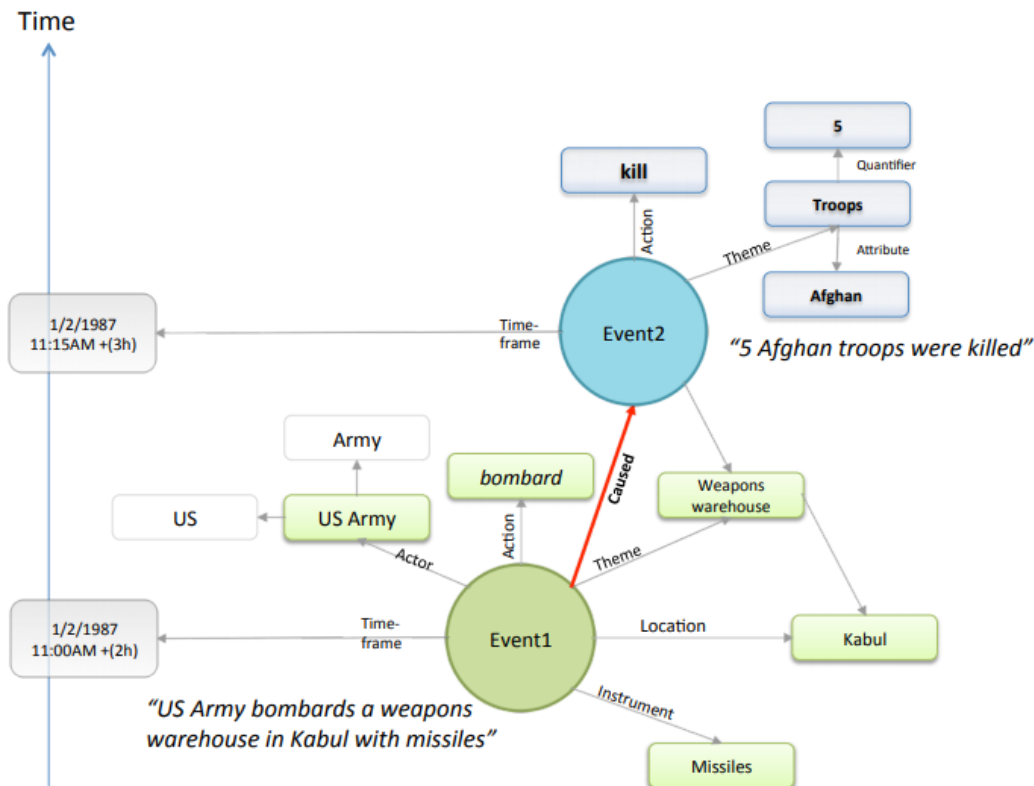 Time
5
Quantifier
kill
Troops
Action
Theme
Attribute
Afghan
1/2/1987
11:15AM +(3h)
Time-
frame
Event2
“5 Afghan troops were killed”
Army
bombard
Caused
Weapons
warehouse
US
US Army
Actor
Action
Theme
1/2/1987
11:00AM +(2h)
Time-
frame
Event1
Location
Kabul
“US Army bombards a weapons
warehouse in Kabul with missiles”
Instrument
Missiles